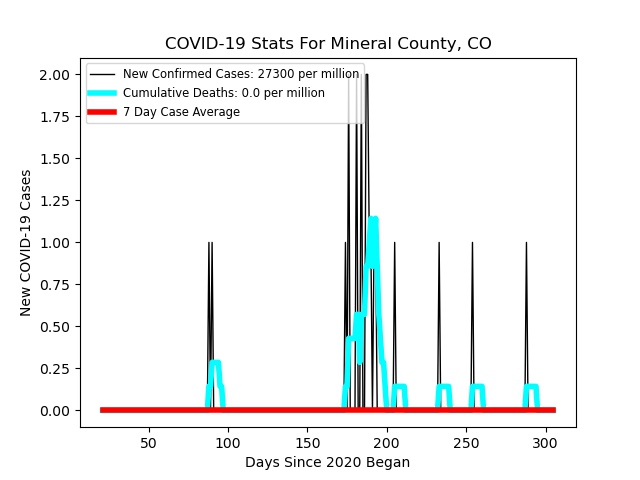 COVID-19 Stats For Mineral County, CO
New Confirmed Cases: 27300 per million
Cumulative Deaths: 0.0 per million
7 Day Case Average
New COVID-19 Cases
2.00
1.75
1.50
1.25
1.00
0.75
0.50
0.25
0.00
50 100 150 200 250 300
Days Since 2020 Began